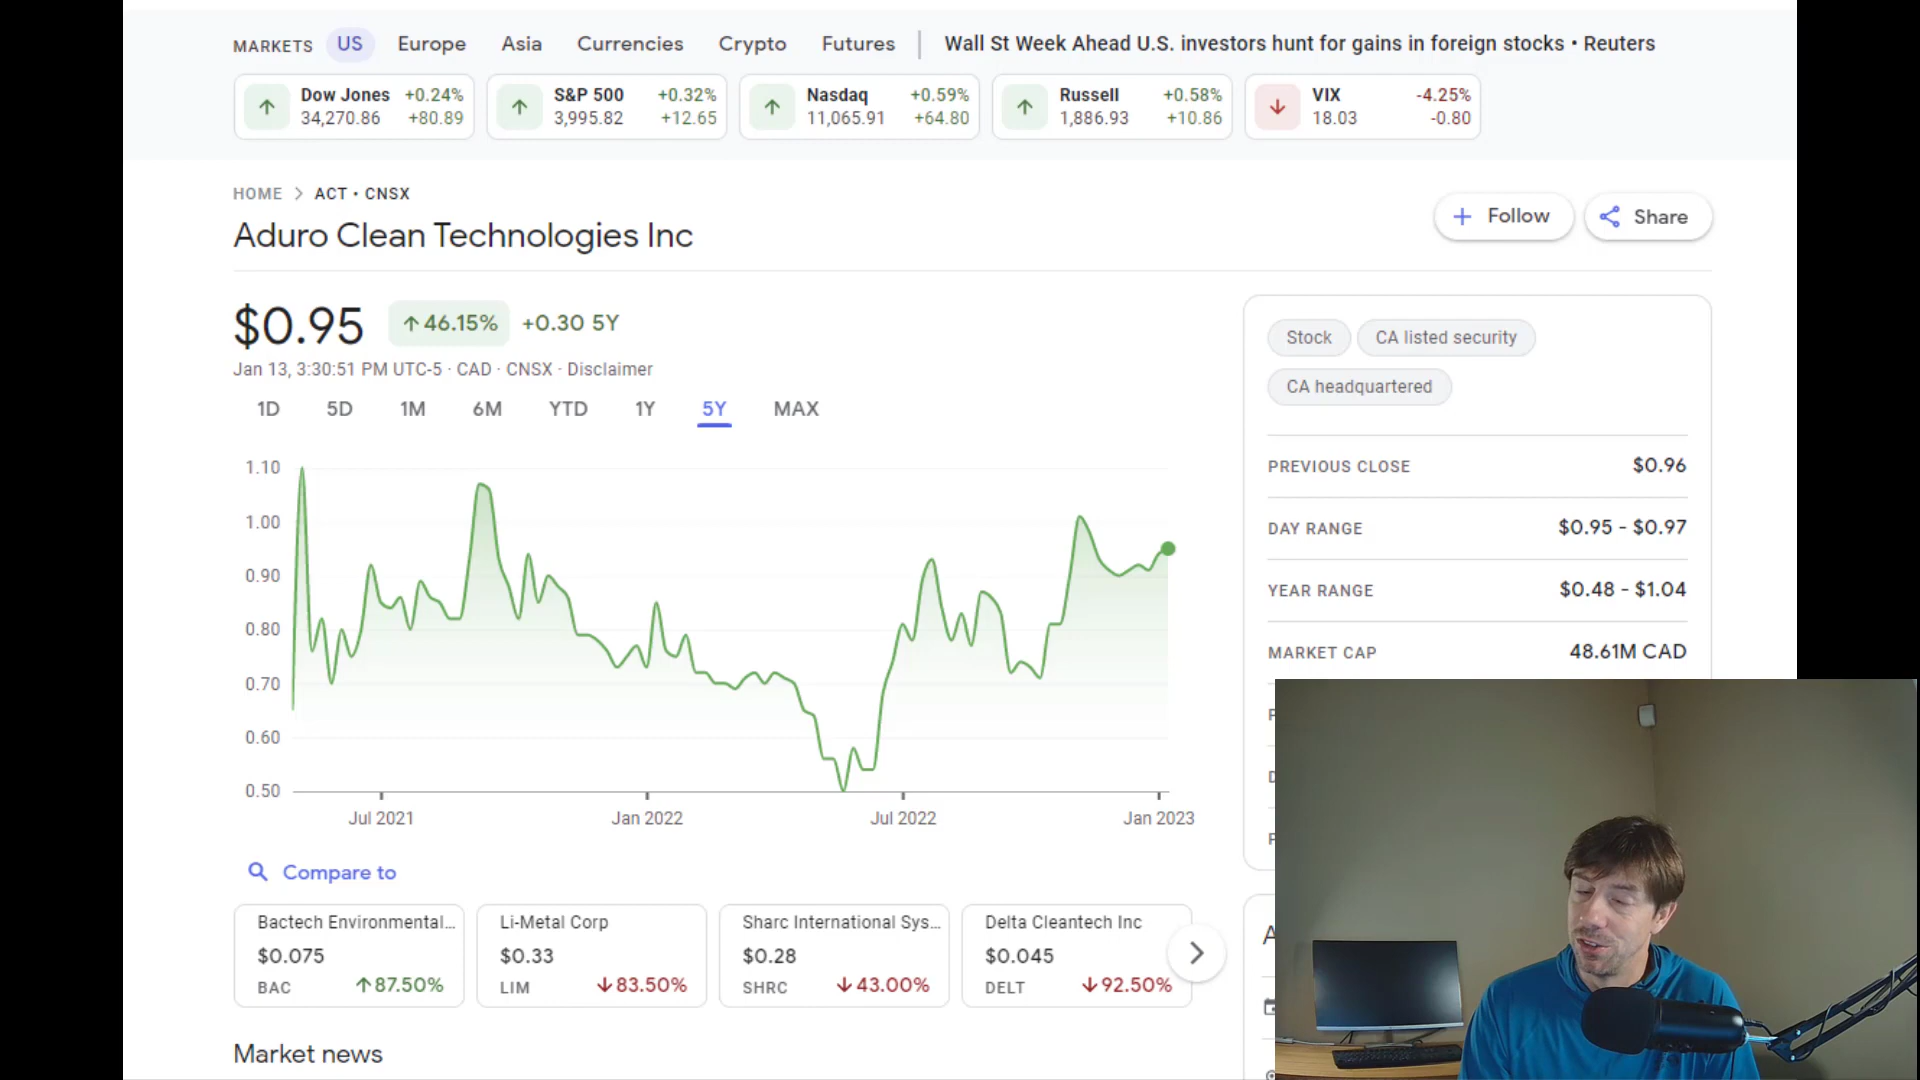 MARKETS US Europe Asia Currencies Crypto Futures | Wall St Week Ahead U.S. investors hunt for gains in foreign stocks • Reuters
Dow Jones +0.24% S&P 500 +0.32% Nasdaq +0.59% Russell +0.58% VIX -4.25%
34,270.86 +80.89 3,995.82 +12.65 11,065.91 +64.80 1,886.93 +10.86 18.03 -0.80
HOME > ACT • CNSX
Aduro Clean Technologies Inc
+ Follow Share
$0.95 ↑46.15% +0.30 5Y
Jan 13, 3:30:51 PM UTC-5 · CAD · CNSX · Disclaimer
1D 5D 1M 6M YTD 1Y 5Y MAX
1.10
1.00
0.90
0.80
0.70
0.60
0.50
Jul 2021 Jan 2022 Jul 2022 Jan 2023
Stock CA listed security
CA headquartered
PREVIOUS CLOSE $0.96
DAY RANGE $0.95 - $0.97
YEAR RANGE $0.48 - $1.04
MARKET CAP 48.61M CAD
Compare to
Bactech Environmental... Li-Metal Corp Sharc International Sys... Delta Cleantech Inc
$0.075 $0.33 $0.28 $0.045
BAC ↑87.50% LIM ↓83.50% SHRC ↓43.00% DELT ↓92.50%
Market news